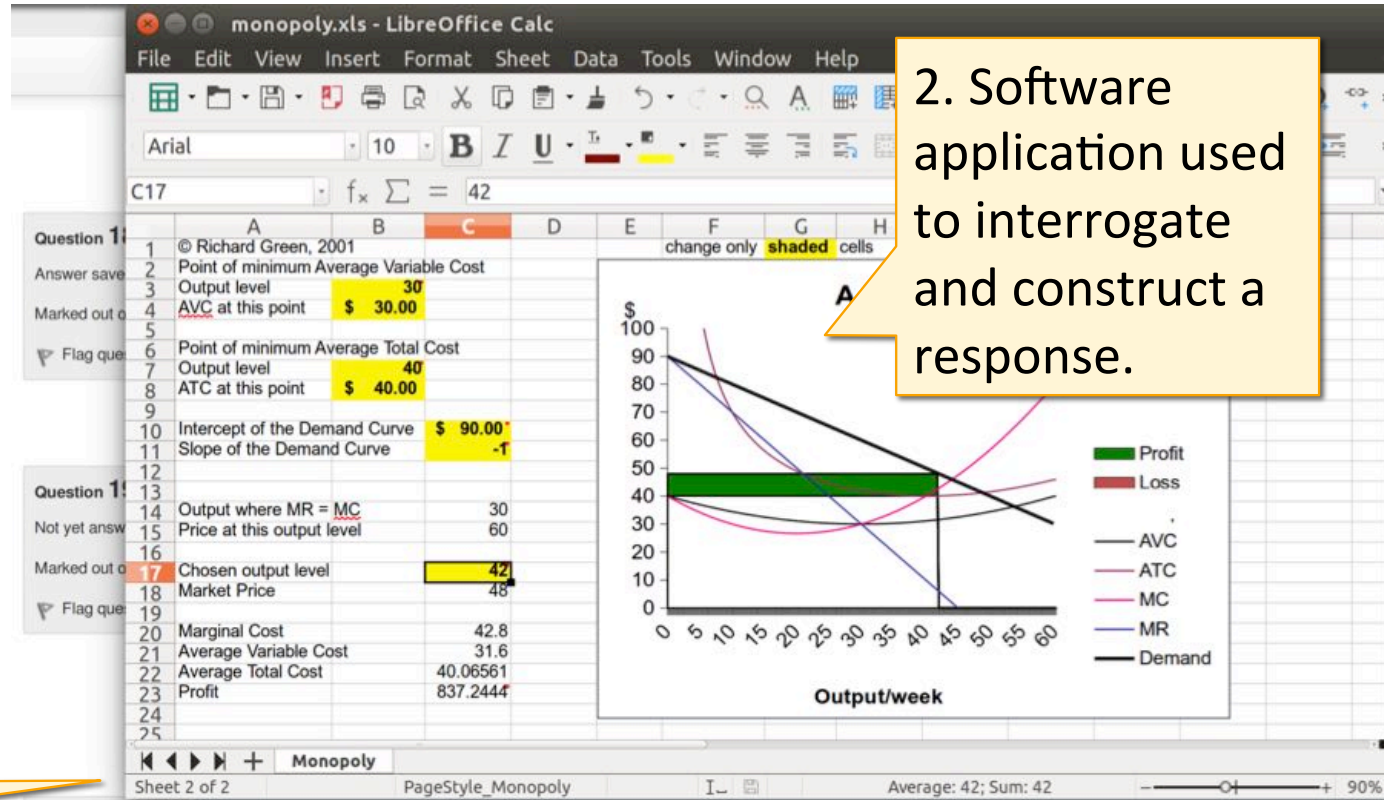 monopoly.xls - LibreOffice Calc
File Edit View Insert Format Sheet Data Tools Window Help
Arial 10 B I U
C17 fx Σ = 42
2. Software
application used
to interrogate
and construct a
response.
Question
Answer save
Marked out o
Flag que
Question
Not yet answ
Marked out o
Flag que
A B C D E F G H
1 © Richard Green, 2001 change only shaded cells
2 Point of minimum Average Variable Cost
3 Output level 30
4 AVC at this point $ 30.00
5
6 Point of minimum Average Total Cost
7 Output level 40
8 ATC at this point $ 40.00
9
10 Intercept of the Demand Curve $ 90.00
11 Slope of the Demand Curve -1
12
13
14 Output where MR = MC 30
15 Price at this output level 60
16
17 Chosen output level 42
18 Market Price 48
19
20 Marginal Cost 42.8
21 Average Variable Cost 31.6
22 Average Total Cost 40.06561
23 Profit 837.2444
24
25
$
100
90
80
70
60
50
40
30
20
10
0
0 5 10 15 20 25 30 35 40 45 50 55 60
Output/week
Profit
Loss
AVC
ATC
MC
MR
Demand
Monopoly
Sheet 2 of 2 PageStyle_Monopoly Average: 42; Sum: 42 90%